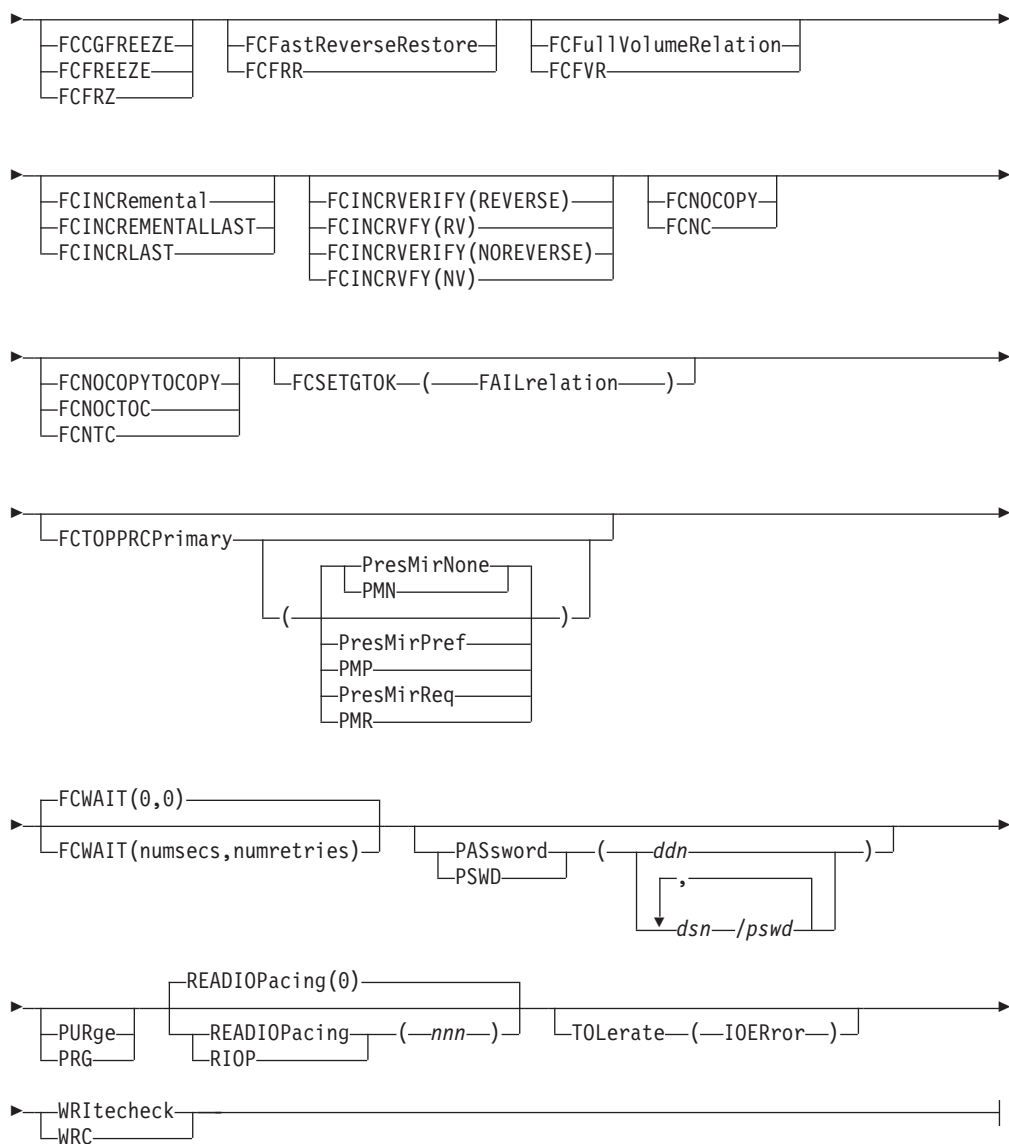 FCCGFREEZE FCFastReverseRestore FCFullVolumeRelation
FCFREEZE FCFRR FCFVR
FCFRZ
FCINCRemental FCINCRVERIFY(REVERSE) FCNOCOPY
FCINCREMENTALLAST FCINCRVFY(RV) FCNC
FCINCRLAST FCINCRVERIFY(NOREVERSE)
FCINCRVFY(NV)
FCNOCOPYTOCOPY FCSETGTOK ( FAILrelation )
FCNOCTOC
FCNTC
FCTOPPRCPrimary
PresMirNone
PMN
( )
PresMirPref
PMP
PresMirReq
PMR
FCWAIT(0,0)
FCWAIT(numsecs,numretries) PASsword ( ddn )
PSWD ,
dsn /pswd
READIOPacing(0)
PURge READIOPacing ( nnn ) TOLerate ( IOERror )
PRG RIOP
WRItecheck
WRC